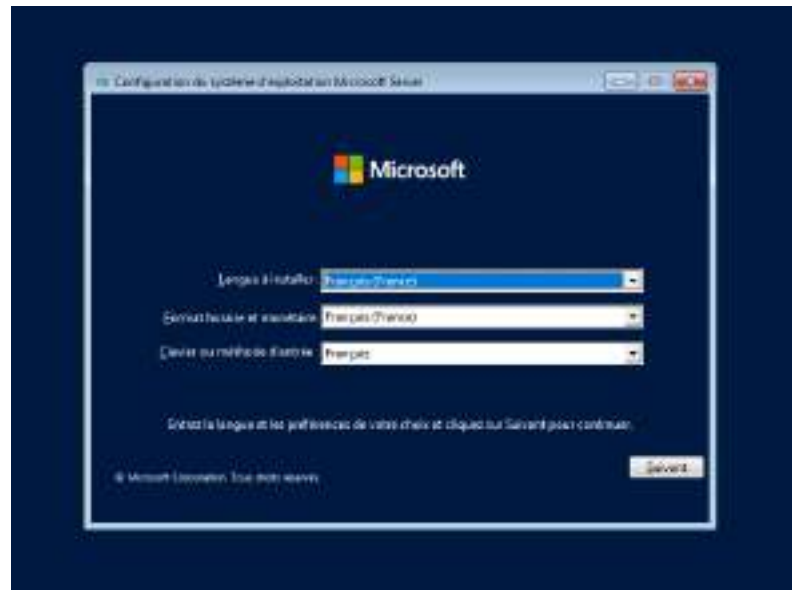 Configuration du système d'exploitation Microsoft Server
Microsoft
Langue à installer : Français (France)
Format horaire et monétaire : Français (France)
Clavier ou méthode d'entrée : Français
Entrez la langue et les préférences de votre choix et cliquez sur Suivant pour continuer.
© Microsoft Corporation. Tous droits réservés.
Suivant